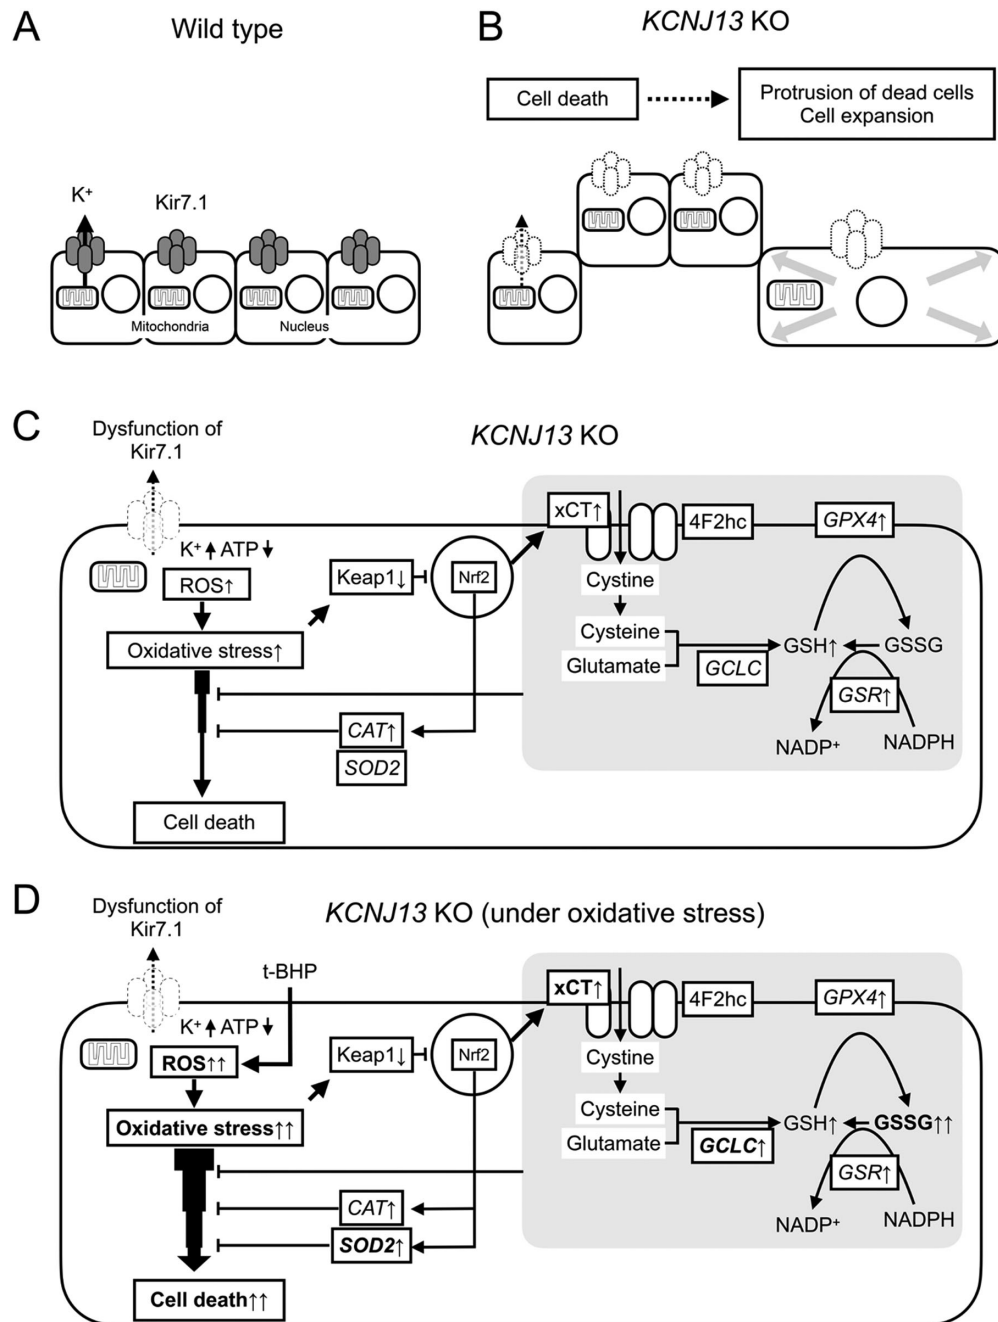 A
Wild type
K⁺
Kir7.1
Mitochondria
Nucleus
B
KCNJ13 KO
Cell death
Protrusion of dead cells
Cell expansion
C
Dysfunction of
Kir7.1
KCNJ13 KO
K⁺↑ATP↓
ROS↑
Oxidative stress↑
Cell death
Keap1↓
Nrf2
CAT↑
SOD2
xCT↑
4F2hc
GPX4↑
Cystine
Cysteine
Glutamate
GCLC
GSH↑
GSSG
GSR↑
NADP⁺
NADPH
D
Dysfunction of
Kir7.1
KCNJ13 KO (under oxidative stress)
t-BHP
K⁺↑ATP↓
ROS↑↑
Oxidative stress↑↑
Cell death↑↑
Keap1↓
Nrf2
CAT↑
SOD2↑
xCT↑
4F2hc
GPX4↑
Cystine
Cysteine
Glutamate
GCLC↑
GSH↑
GSSG↑↑
GSR↑
NADP⁺
NADPH